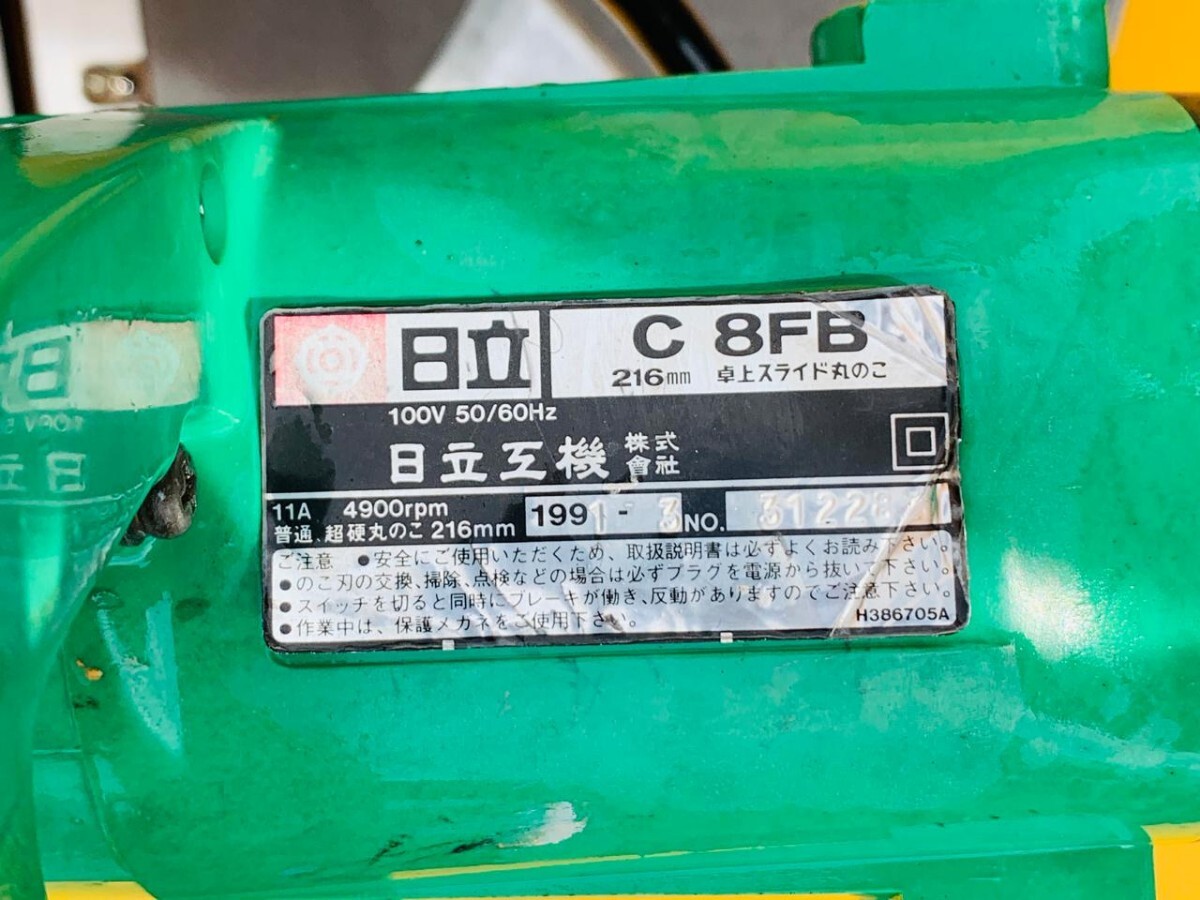 日立
C 8FB
216mm 卓上スライド丸のこ
100V 50/60Hz
日立工機 株式會社
11A 4900rpm
普通、超硬丸のこ 216mm
1991 - 3 NO.
ご注意 ●安全にご使用いただくため、取扱説明書は必ずよくお読み下さい。
●のこ刃の交換、掃除、点検などの場合は必ずプラグを電源から抜いて下さい。
●スイッチを切ると同時にブレーキが働き、反動がありますのでご注意下さい。
●作業中は、保護メガネをご使用下さい。
H386705A